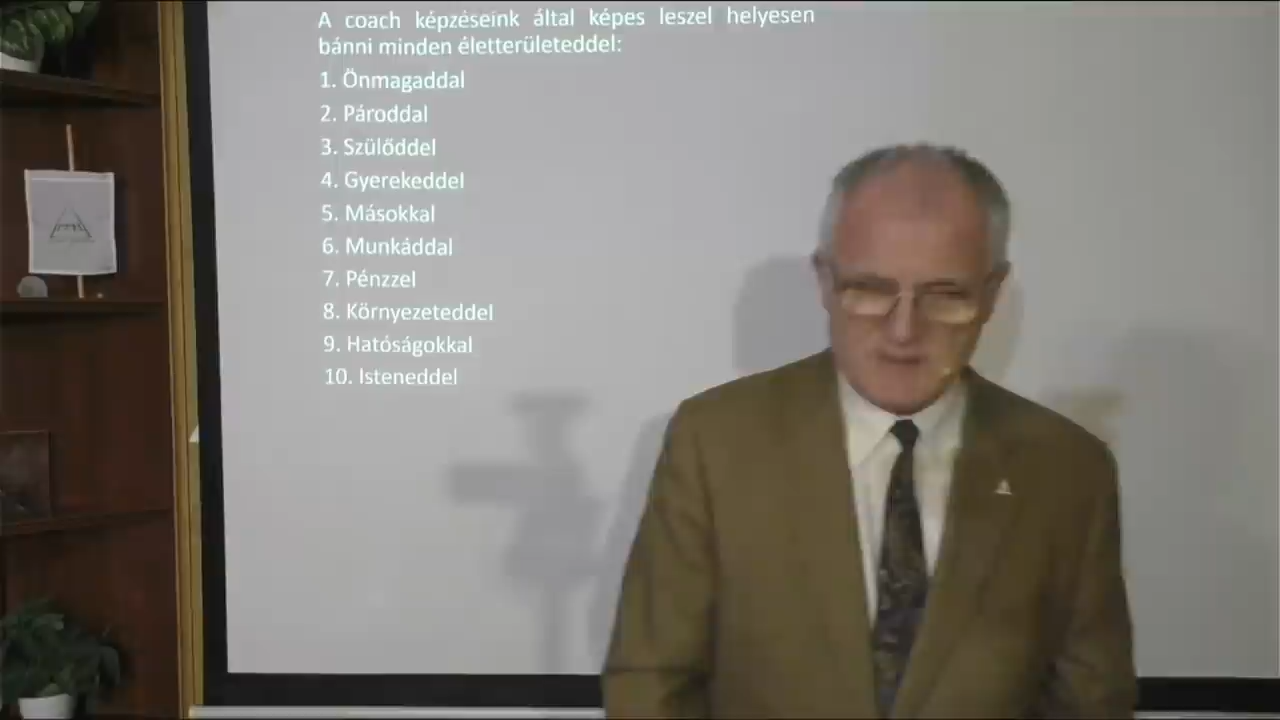 A coach képzéseink által képes leszel helyesen
bánni minden életterületeddel:
1. Önmagaddal
2. Pároddal
3. Szülőddel
4. Gyerekeddel
5. Másokkal
6. Munkáddal
7. Pénzzel
8. Környezeteddel
9. Hatóságokkal
10. Isteneddel